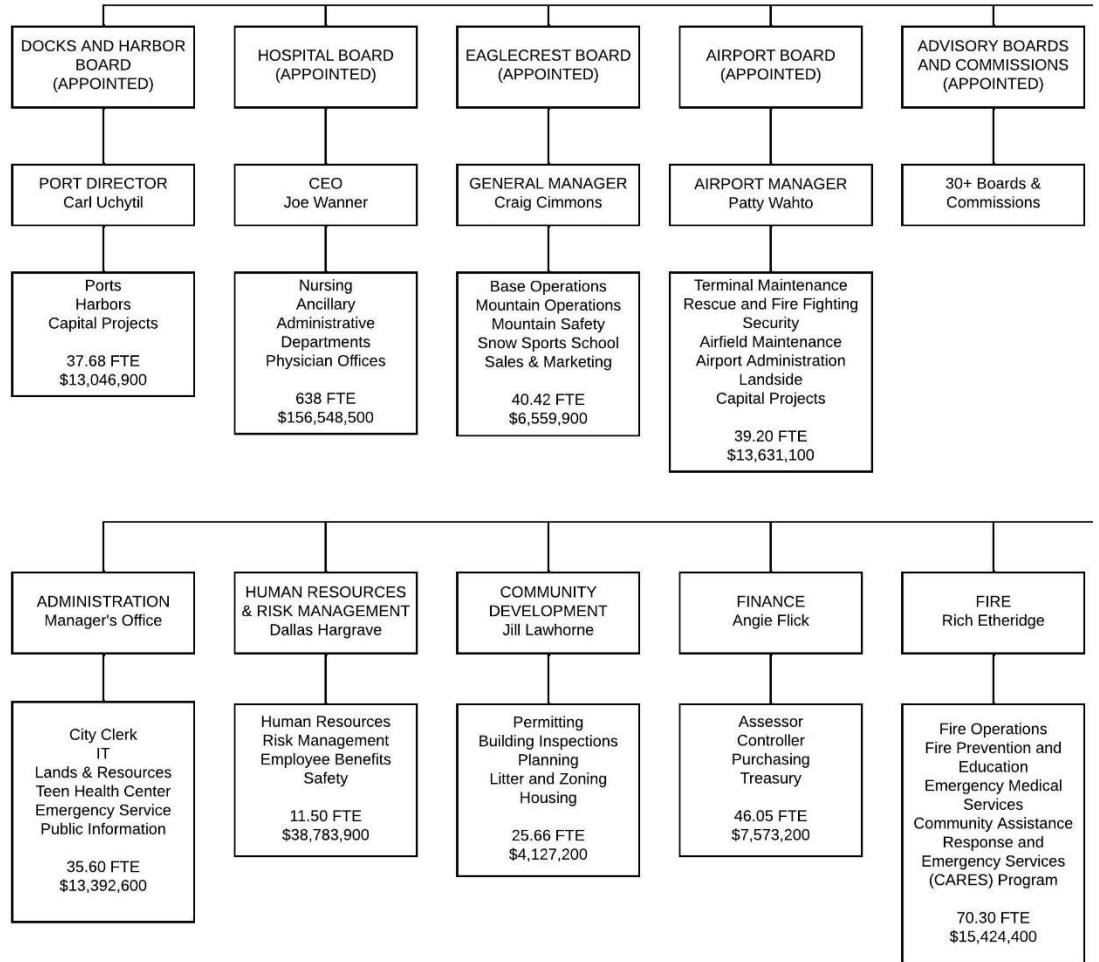 DOCKS AND HARBOR
BOARD
(APPOINTED)
HOSPITAL BOARD
(APPOINTED)
EAGLECREST BOARD
(APPOINTED)
AIRPORT BOARD
(APPOINTED)
ADVISORY BOARDS
AND COMMISSIONS
(APPOINTED)
PORT DIRECTOR
Carl Uchytil
CEO
Joe Wanner
GENERAL MANAGER
Craig Cimmons
AIRPORT MANAGER
Patty Wahto
30+ Boards &
Commissions
Ports
Harbors
Capital Projects
37.68 FTE
$13,046,900
Nursing
Ancillary
Administrative
Departments
Physician Offices
638 FTE
$156,548,500
Base Operations
Mountain Operations
Mountain Safety
Snow Sports School
Sales & Marketing
40.42 FTE
$6,559,900
Terminal Maintenance
Rescue and Fire Fighting
Security
Airfield Maintenance
Airport Administration
Landside
Capital Projects
39.20 FTE
$13,631,100
ADMINISTRATION
Manager's Office
HUMAN RESOURCES
& RISK MANAGEMENT
Dallas Hargrave
COMMUNITY
DEVELOPMENT
Jill Lawhorne
FINANCE
Angie Flick
FIRE
Rich Etheridge
City Clerk
IT
Lands & Resources
Teen Health Center
Emergency Service
Public Information
35.60 FTE
$13,392,600
Human Resources
Risk Management
Employee Benefits
Safety
11.50 FTE
$38,783,900
Permitting
Building Inspections
Planning
Litter and Zoning
Housing
25.66 FTE
$4,127,200
Assessor
Controller
Purchasing
Treasury
46.05 FTE
$7,573,200
Fire Operations
Fire Prevention and
Education
Emergency Medical
Services
Community Assistance
Response and
Emergency Services
(CARES) Program
70.30 FTE
$15,424,400